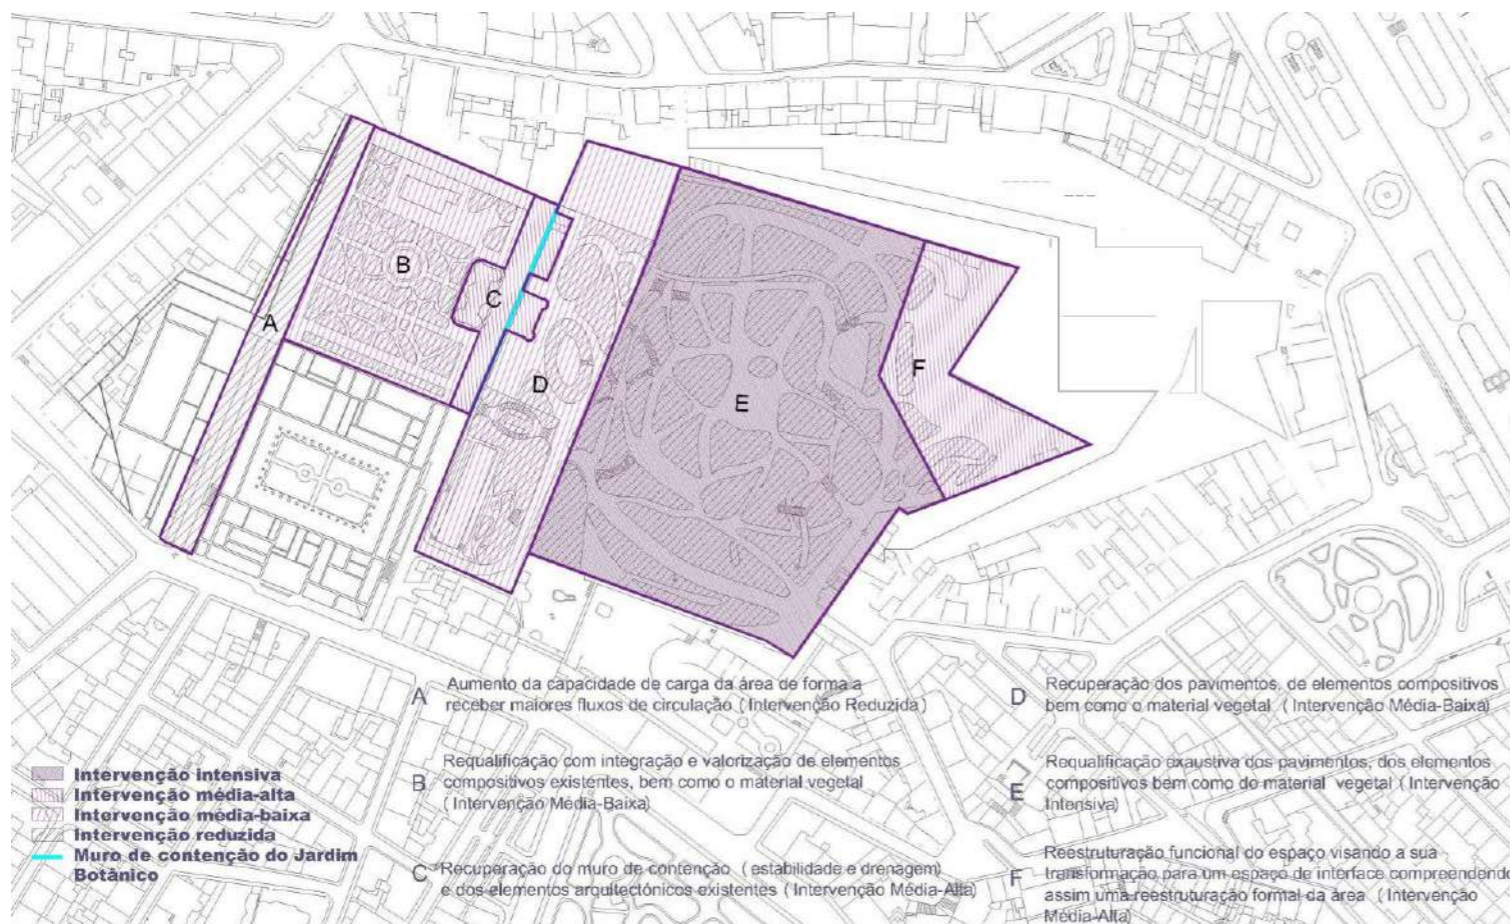 A
B
C
D
E
F
A
Aumento da capacidade de carga da área de forma a
receber maiores fluxos de circulação (Intervenção Reduzida)
B
Requalificação com integração e valorização de elementos
compositivos existentes, bem como o material vegetal
(Intervenção Média-Baixa)
C
Recuperação do muro de contenção (estabilidade e drenagem)
e dos elementos arquitectónicos existentes (Intervenção Média-Alta)
D
Recuperação dos pavimentos, de elementos compositivos
bem como o material vegetal (Intervenção Média-Baixa)
E
Requalificação exaustiva dos pavimentos, dos elementos
compositivos bem como do material vegetal (Intervenção
Intensiva)
F
Reestruturação funcional do espaço visando a sua
transformação para um espaço de interface compreendendo
assim uma reestruturação formal da área (Intervenção
Média-Alta)
Intervenção intensiva
Intervenção média-alta
Intervenção média-baixa
Intervenção reduzida
Muro de contenção do Jardim
Botânico